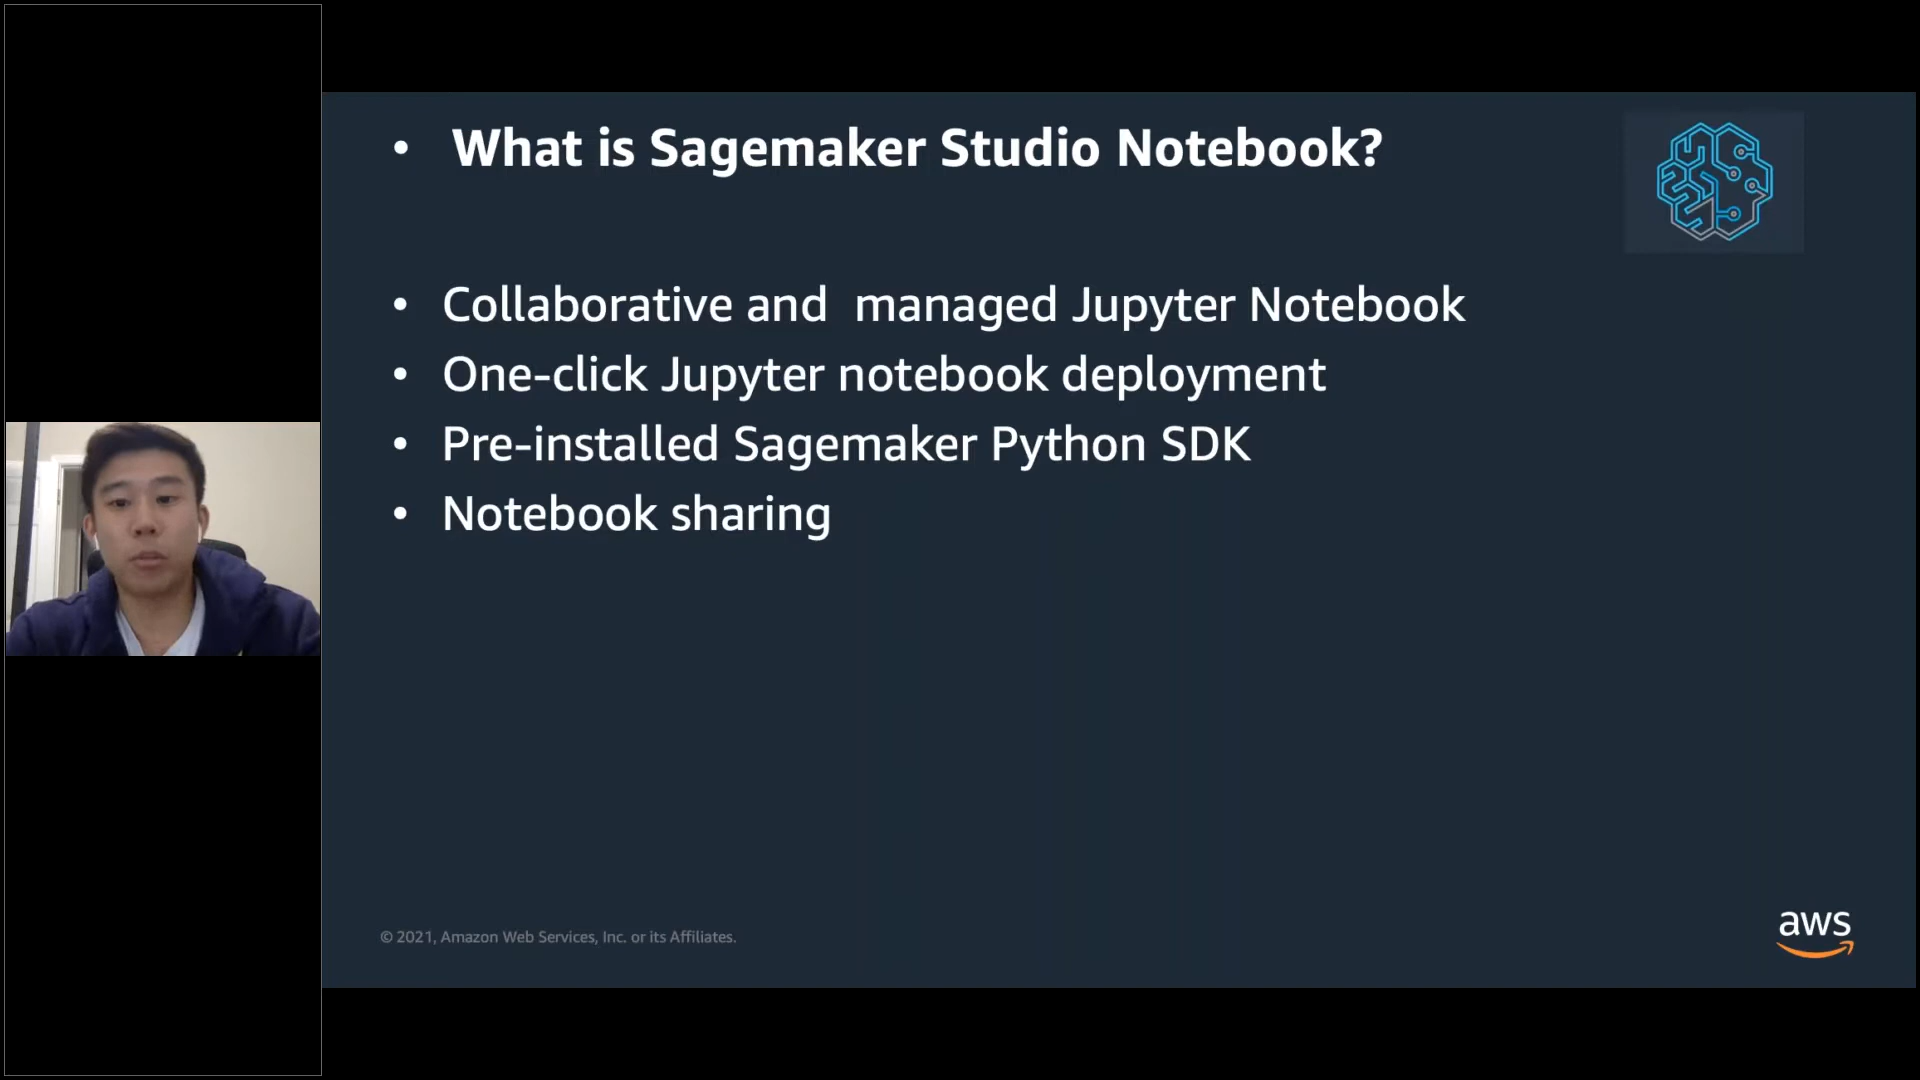 • What is Sagemaker Studio Notebook?
• Collaborative and  managed Jupyter Notebook
• One-click Jupyter notebook deployment
• Pre-installed Sagemaker Python SDK
• Notebook sharing
© 2021, Amazon Web Services, Inc. or its Affiliates.
aws